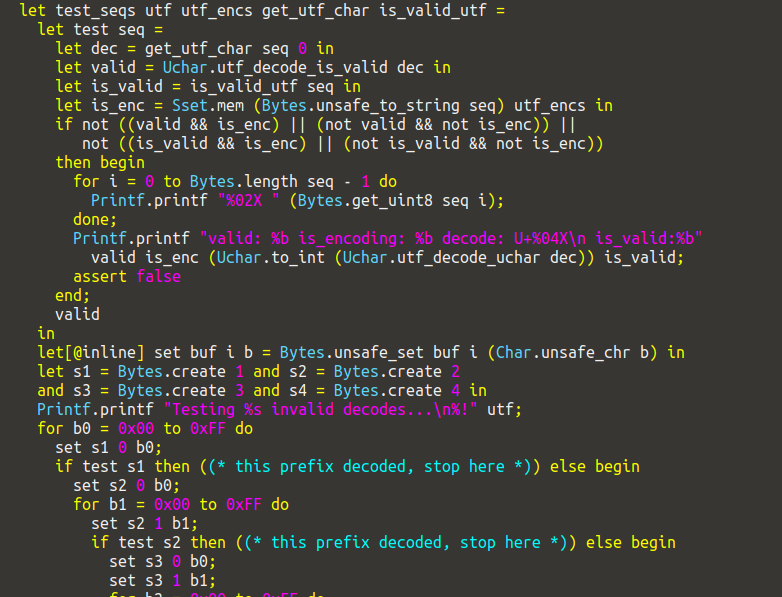 let test_seqs utf utf_encs get_utf_char is_valid_utf =
  let test seq =
    let dec = get_utf_char seq 0 in
    let valid = Uchar.utf_decode_is_valid dec in
    let is_valid = is_valid_utf seq in
    let is_enc = Sset.mem (Bytes.unsafe_to_string seq) utf_encs in
    if not ((valid && is_enc) || (not valid && not is_enc)) ||
       not ((is_valid && is_enc) || (not is_valid && not is_enc))
    then begin
      for i = 0 to Bytes.length seq - 1 do
        Printf.printf "%02X " (Bytes.get_uint8 seq i);
      done;
      Printf.printf "valid: %b is_encoding: %b decode: U+%04X\n is_valid:%b"
        valid is_enc (Uchar.to_int (Uchar.utf_decode_uchar dec)) is_valid;
      assert false
    end;
    valid
  in
  let[@inline] set buf i b = Bytes.unsafe_set buf i (Char.unsafe_chr b) in
  let s1 = Bytes.create 1 and s2 = Bytes.create 2
  and s3 = Bytes.create 3 and s4 = Bytes.create 4 in
  Printf.printf "Testing %s invalid decodes...\n%!" utf;
  for b0 = 0x00 to 0xFF do
    set s1 0 b0;
    if test s1 then ((* this prefix decoded, stop here *)) else begin
      set s2 0 b0;
      for b1 = 0x00 to 0xFF do
        set s2 1 b1;
        if test s2 then ((* this prefix decoded, stop here *)) else begin
          set s3 0 b0;
          set s3 1 b1;
          for b2 = 0x00 to 0xFF do